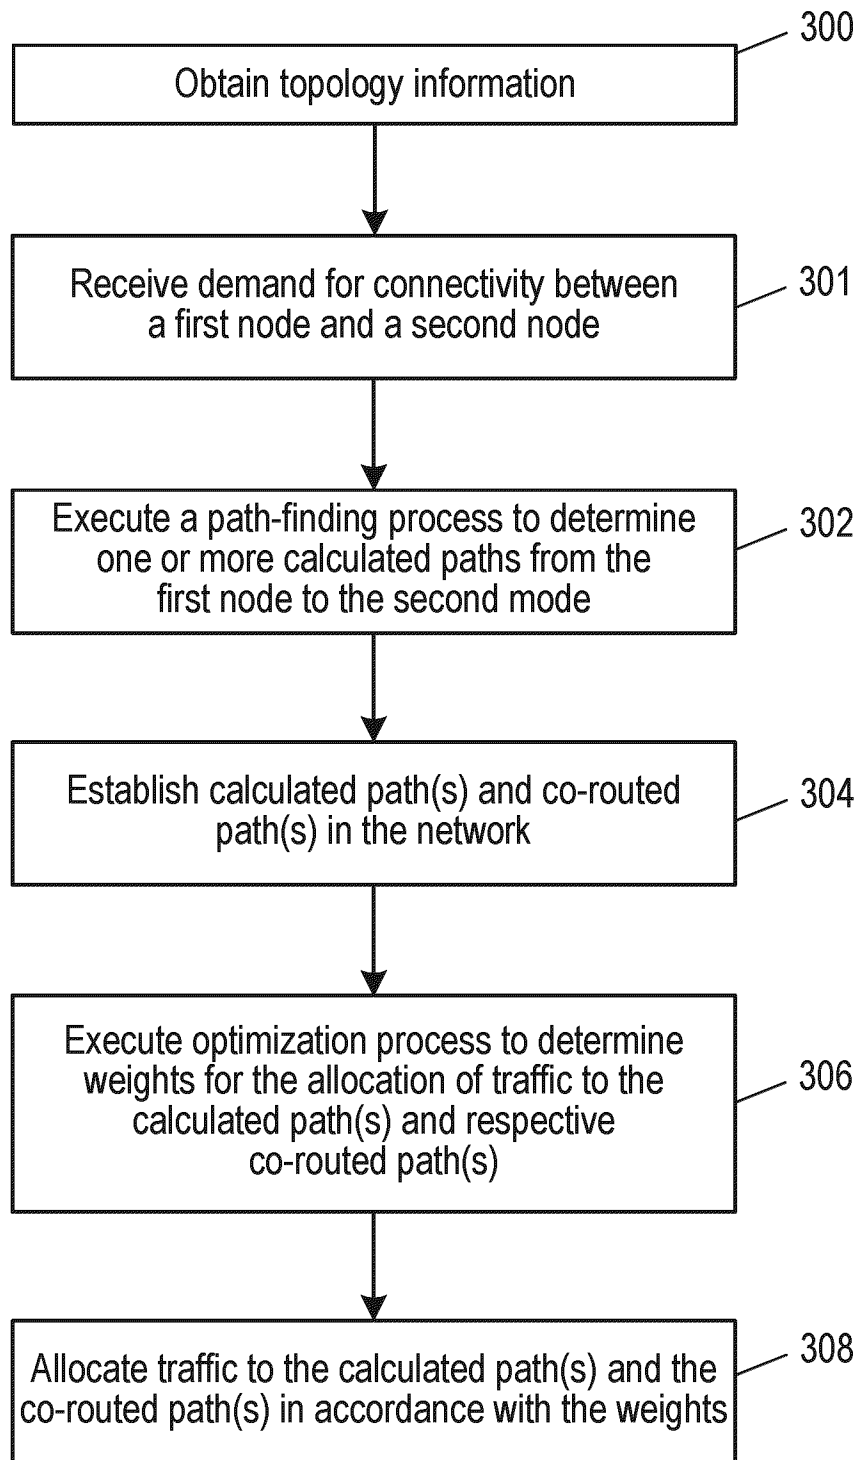 300
Obtain topology information
Receive demand for connectivity between
a first node and a second node
301
Execute a path-finding process to determine
one or more calculated paths from the
first node to the second mode
302
Establish calculated path(s) and co-routed
path(s) in the network
304
Execute optimization process to determine
weights for the allocation of traffic to the
calculated path(s) and respective
co-routed path(s)
306
Allocate traffic to the calculated path(s) and the
co-routed path(s) in accordance with the weights
308